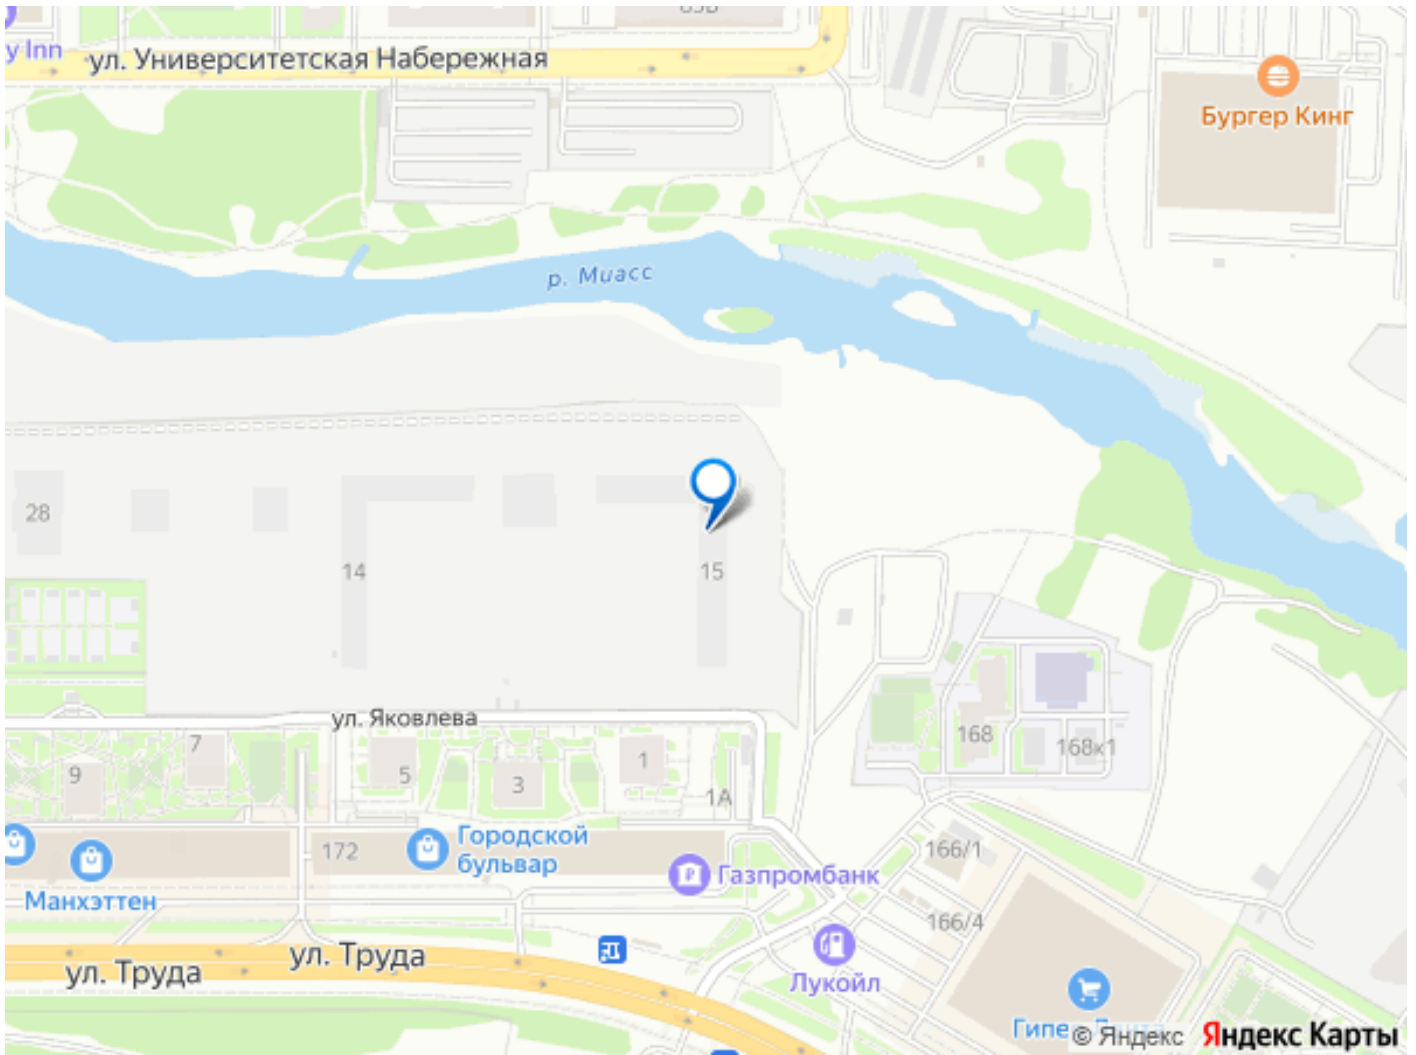 y Inn
ул. Университетская Набережная
Бургер Кинг
р. Миасс
28
14
15
ул. Яковлева
7
9
5
3
1
1А
168
168к1
172
Городской
бульвар
Манхэттен
Газпромбанк
166/1
166/4
ул. Труда
ул. Труда
Лукойл
© Яндекс
Яндекс Карты